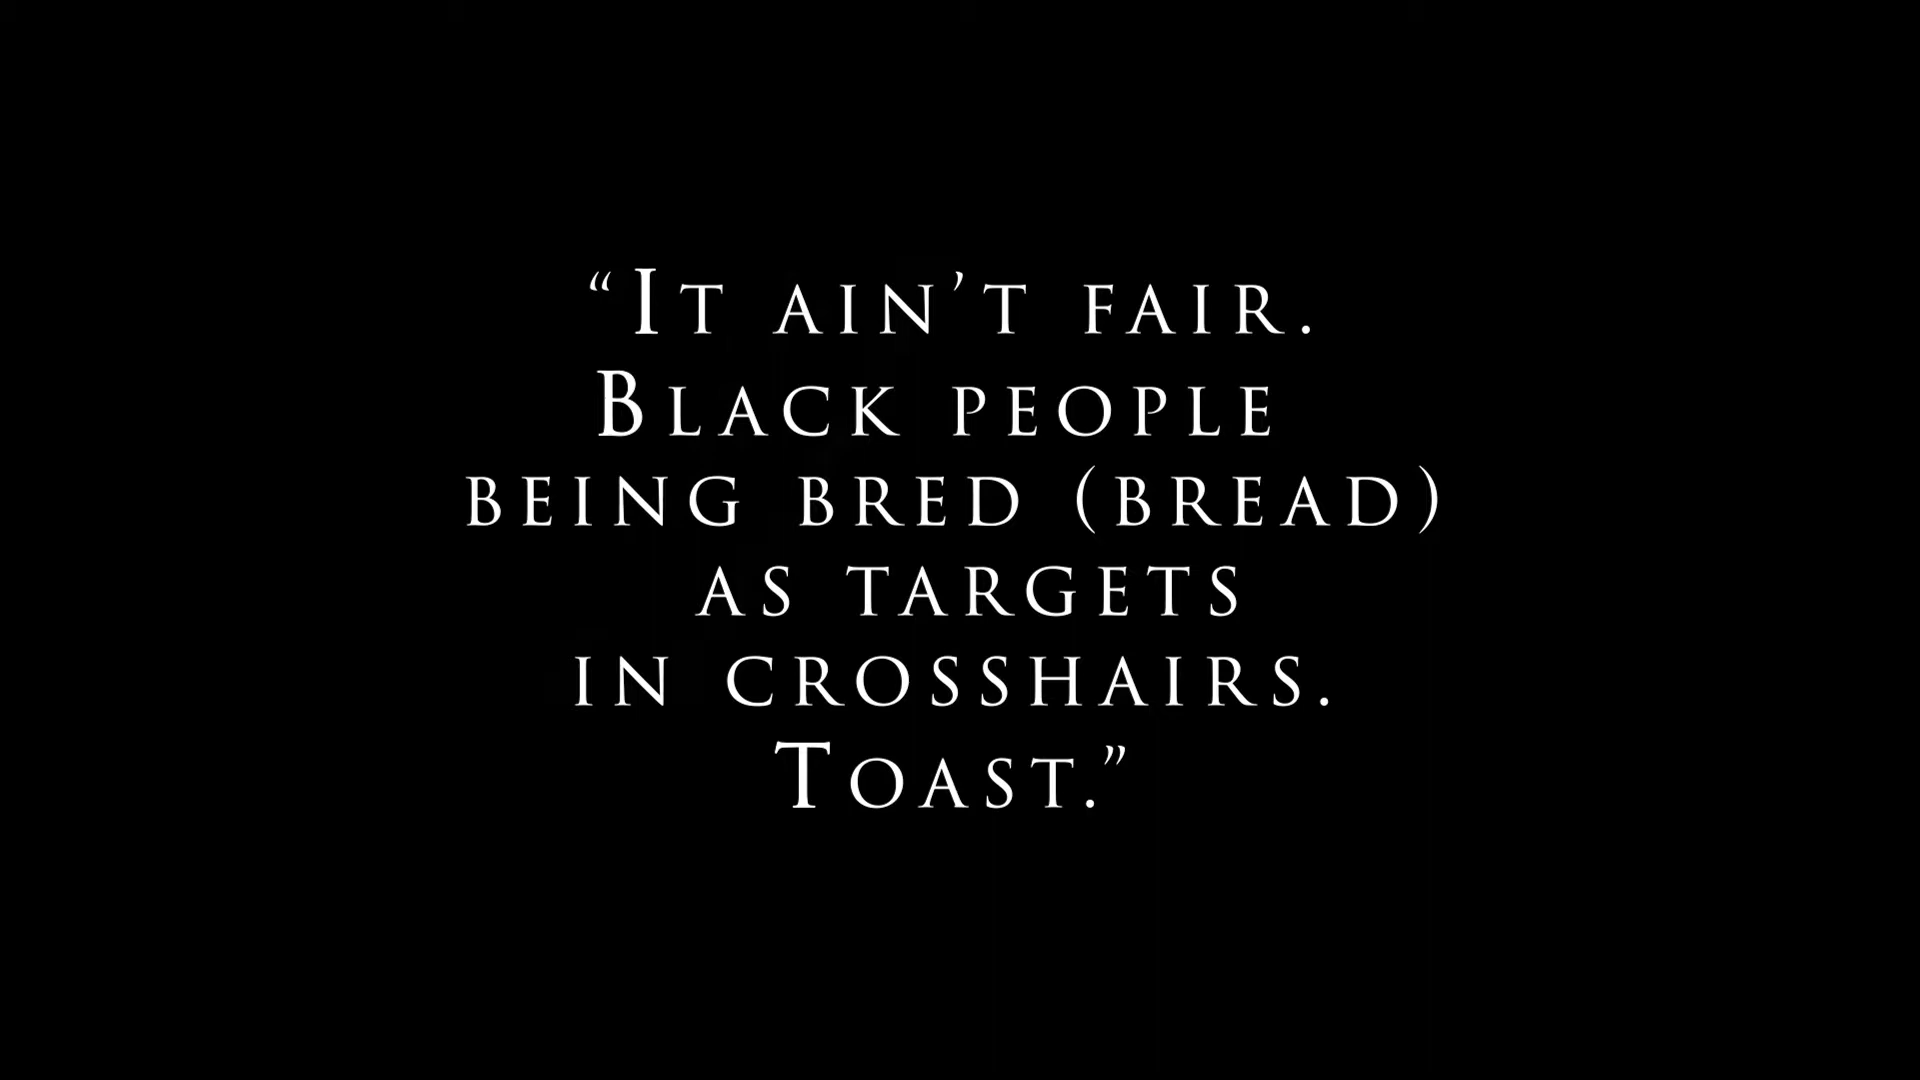 “It ain’t fair.
Black people
being bred (bread)
as targets
in crosshairs.
Toast.”